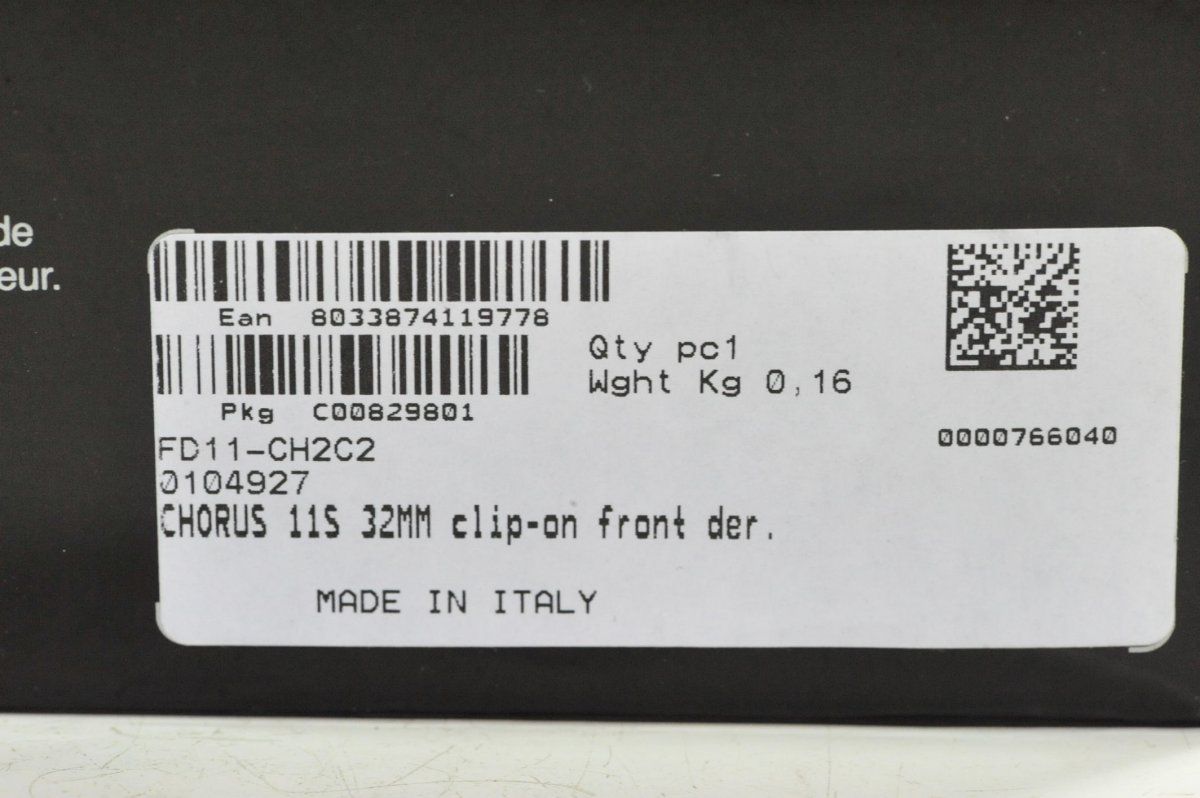 de
eur.
Ean 8033874119778
Pkg C00829801
Qty pc1
Wght Kg 0,16
0000766040
FD11-CH2C2
0104927
CHORUS 11S 32MM clip-on front der.
MADE IN ITALY